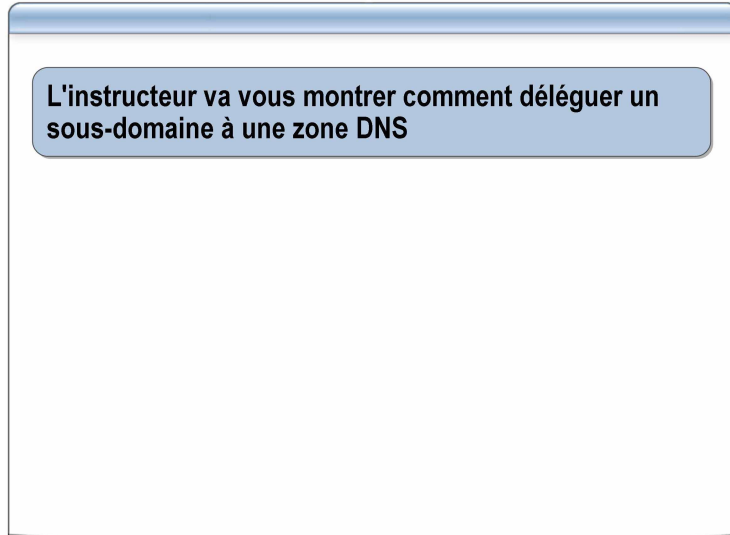 L'instructeur va vous montrer comment déléguer un
sous-domaine à une zone DNS